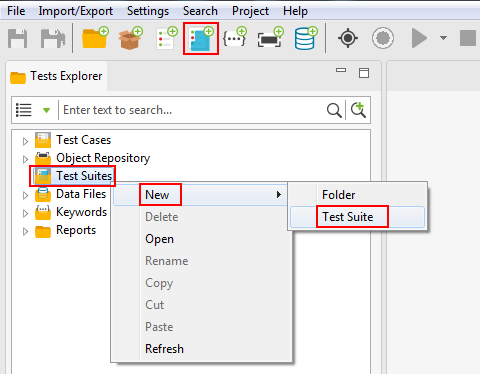 File Import/Export Settings Search Project Help
Tests Explorer
Enter text to search...
Test Cases
Object Repository
Test Suites
Data Files
Keywords
Reports
New
Delete
Open
Rename
Copy
Cut
Paste
Refresh
Folder
Test Suite